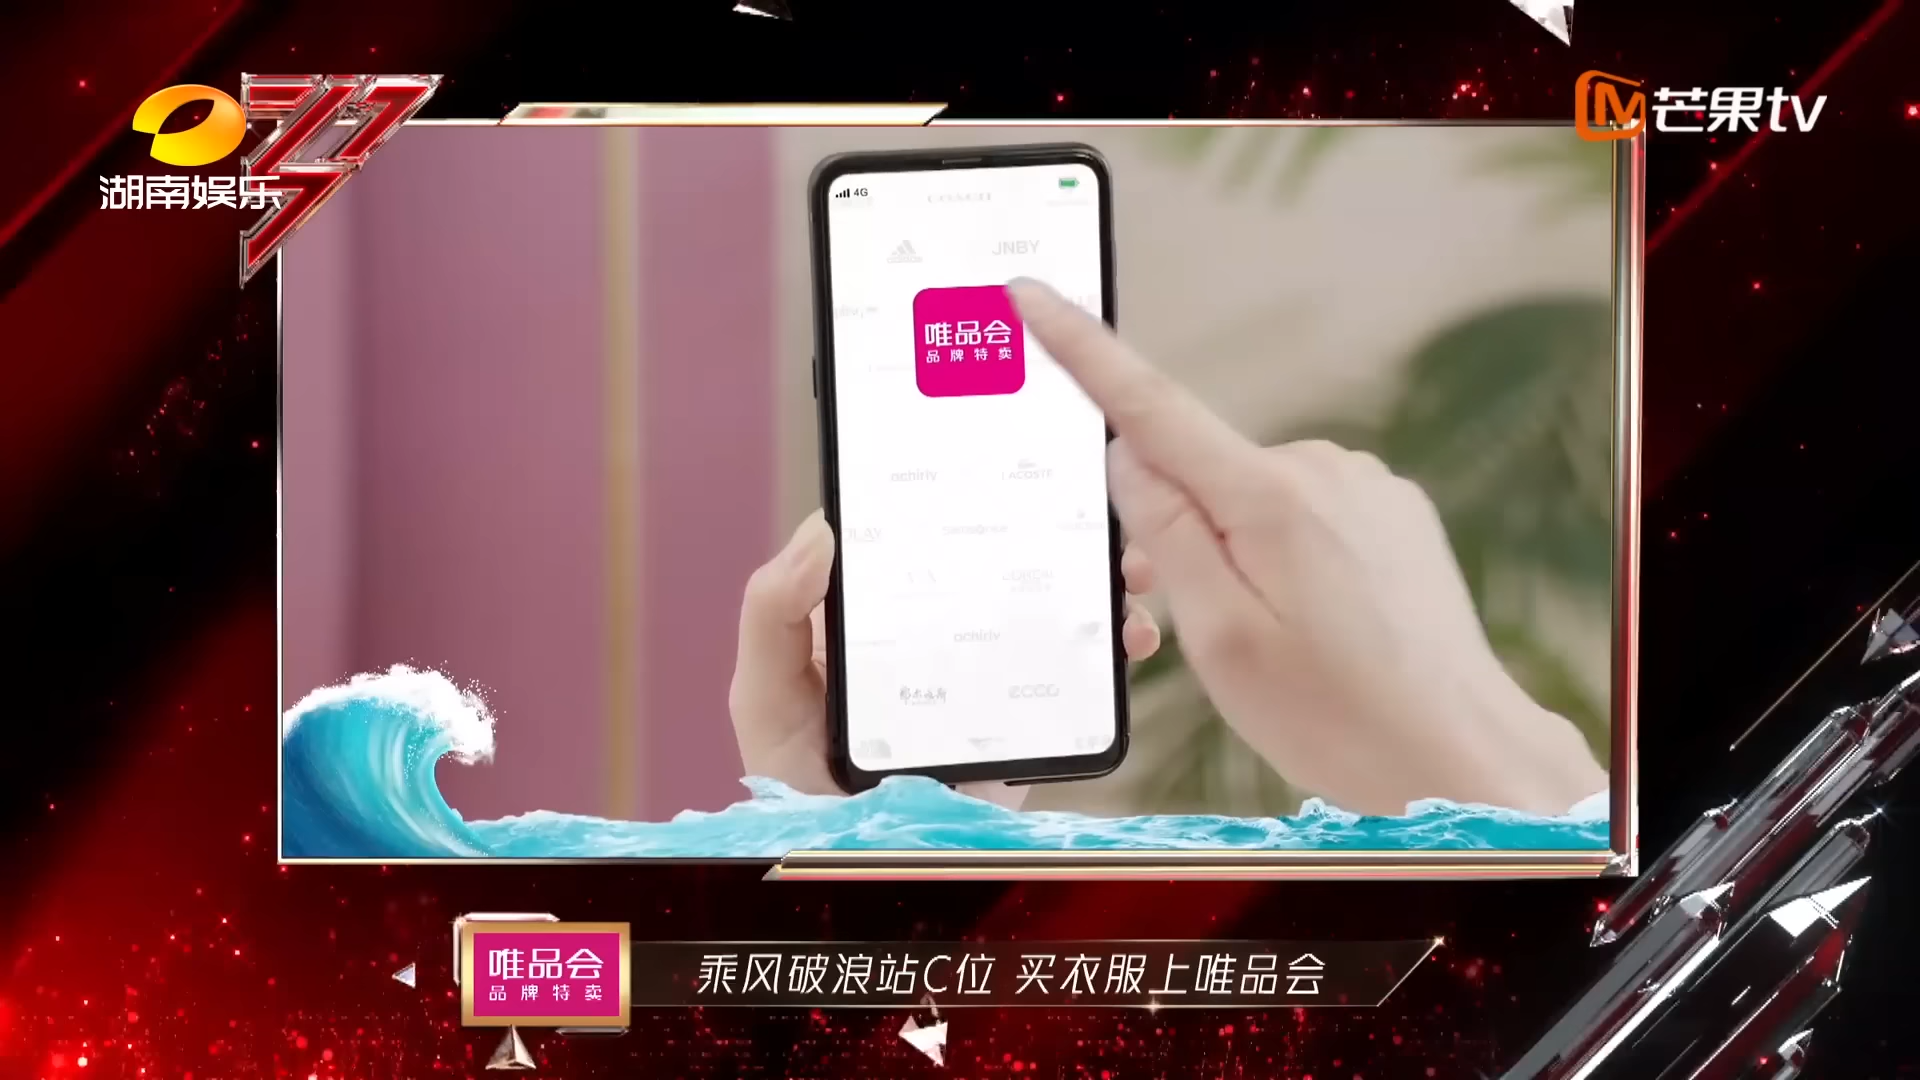 湖南娱乐
芒果tv
4G
JNBY
唯品会
品牌特卖
ochirly
LACOSTE
ochirly
ecco
唯品会
品牌特卖
乘风破浪站C位 买衣服上唯品会